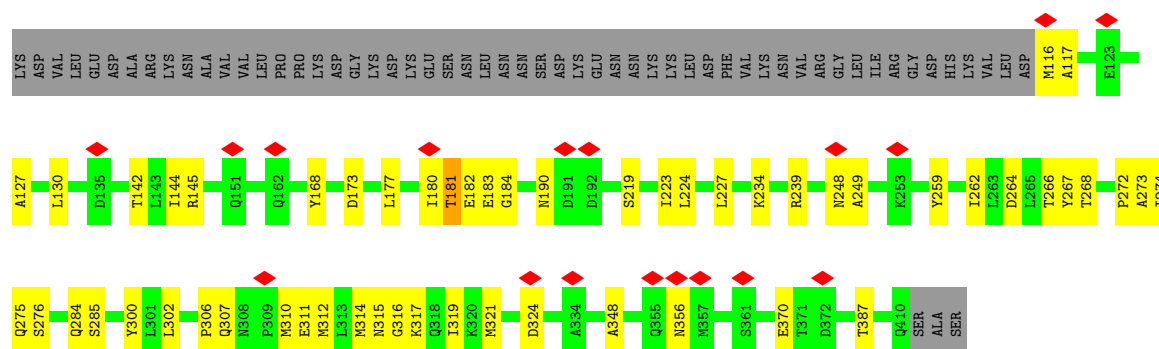 LYS ASP VAL LEU GLU ASP ALA ARG LYS ASN ALA VAL VAL LEU PRO PRO LYS ASP GLY LYS ASP LYS GLU SER ASN LEU ASN ASN SER ASP LYS GLU ASN ASN LYS LYS LEU ASP PHE VAL LYS ASN VAL ARG GLY LEU ILE ARG GLY ASP HIS LYS VAL LEU ASP M116 A117 E123
A127 L130 D135 T142 L143 I144 R145 Q151 Q162 Y168 D173 L177 I180 T181 E182 E183 G184 N190 D191 D192 S219 I223 L224 L227 K234 R239 N248 A249 K253 Y259 I262 L263 D264 L265 T266 Y267 T268 P272 A273
Q275 S276 Q284 S285 Y300 L301 L302 P306 Q307 N308 P309 M310 E311 M312 L313 M314 N315 G316 K317 Q318 I319 K320 M321 D324 A334 A348 Q355 N356 M357 S361 E370 T371 D372 T387 Q410 SER ALA SER